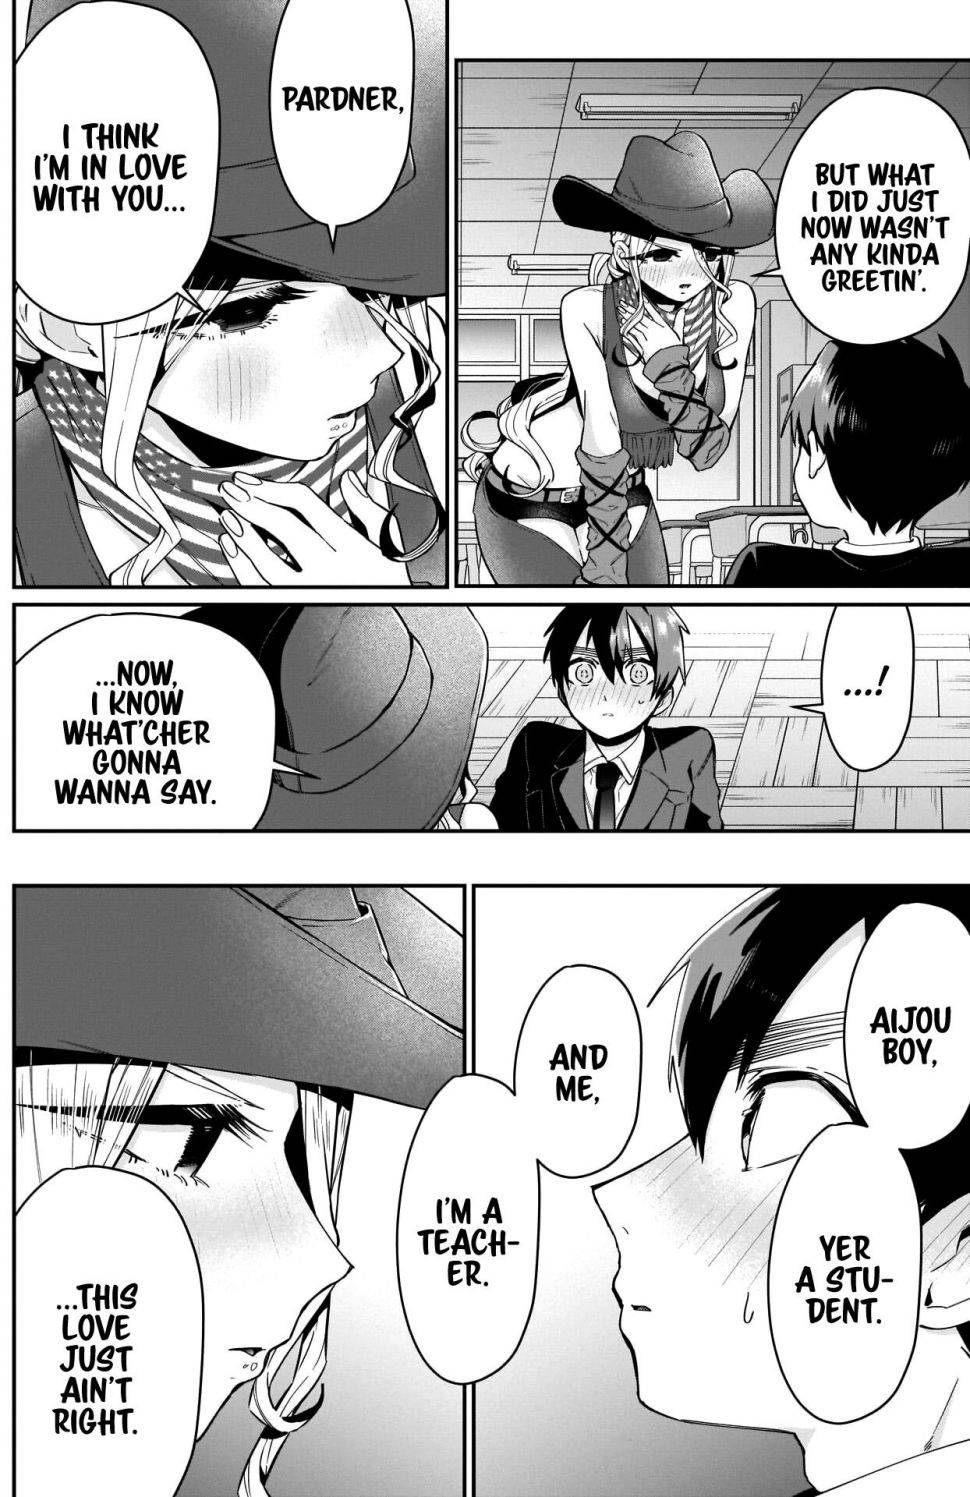 BUT WHAT
I DID JUST
NOW WASN'T
ANY KINDA
GREETIN'.
PARDNER,
I THINK
I'M IN LOVE
WITH YOU...
...!
...NOW,
I KNOW
WHAT'CHER
GONNA
WANNA SAY.
AIJOU
BOY,
YER
A STU-
DENT.
AND
ME,
I'M A
TEACH-
ER.
...THIS
LOVE
JUST
AIN'T
RIGHT.